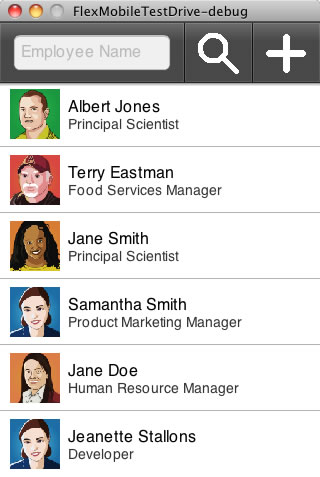 FlexMobileTestDrive-debug
Employee Name
Albert Jones
Principal Scientist
Terry Eastman
Food Services Manager
Jane Smith
Principal Scientist
Samantha Smith
Product Marketing Manager
Jane Doe
Human Resource Manager
Jeanette Stallons
Developer